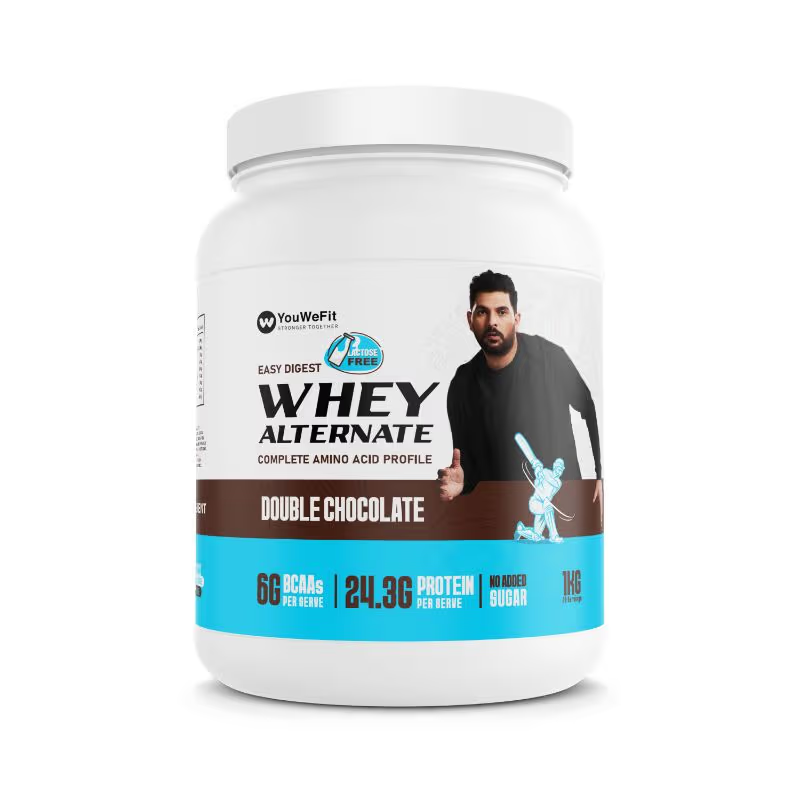 YouWeFit
STRONGER TOGETHER
LACTOSE
FREE
EASY DIGEST
WHEY
ALTERNATE
COMPLETE AMINO ACID PROFILE
DOUBLE CHOCOLATE
6G BCAAs
PER SERVE
24.3G PROTEIN
PER SERVE
NO ADDED
SUGAR
1KG